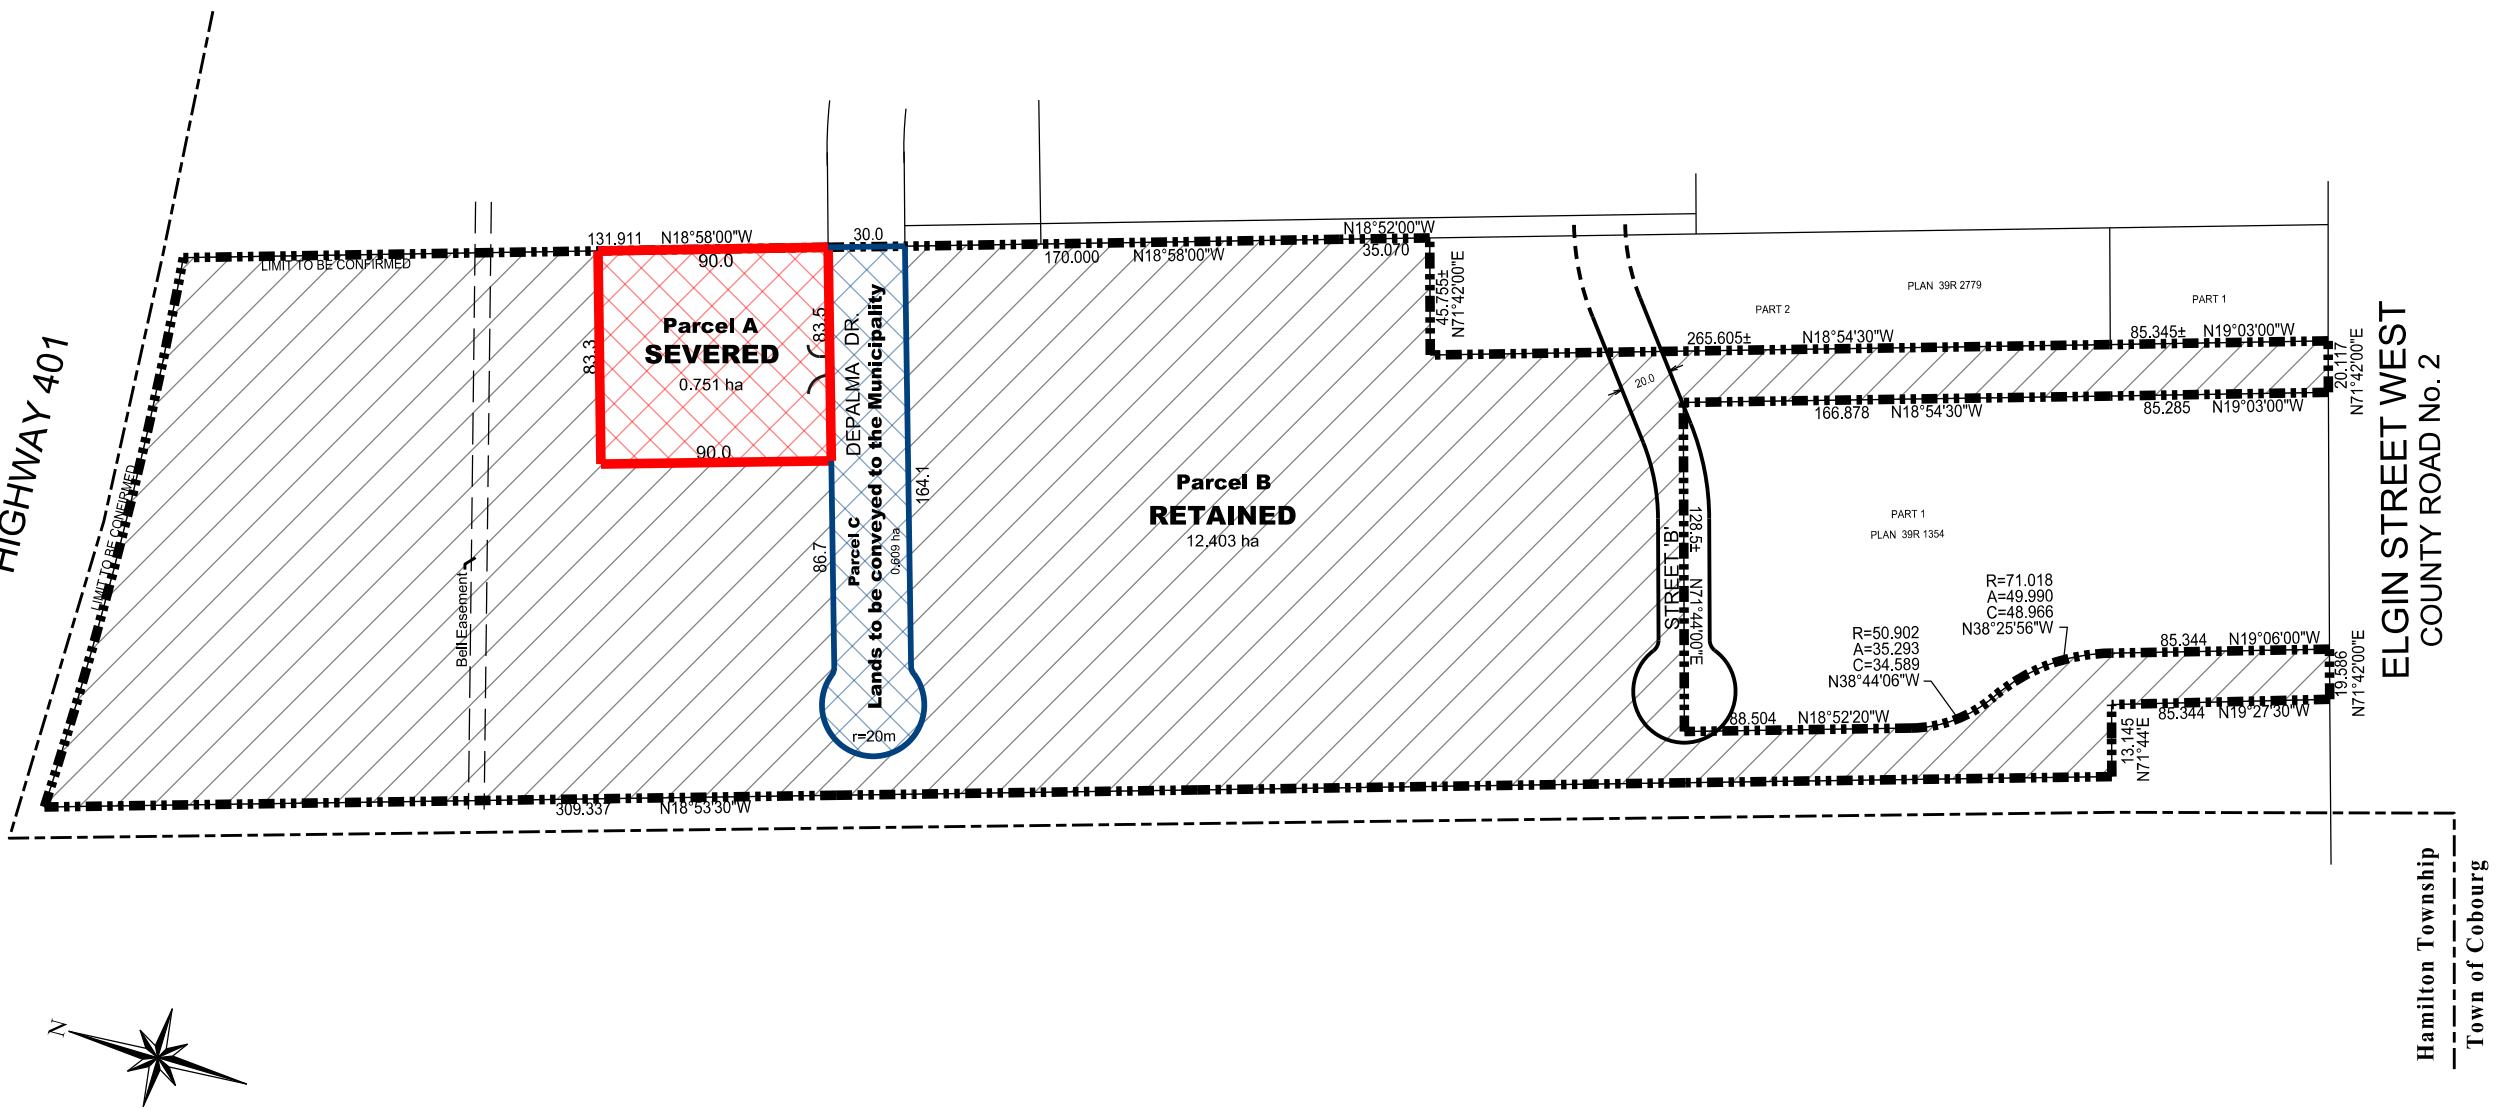 HIGHWAY 401
LIMIT TO BE CONFIRMED
LIMIT TO BE CONFIRMED
131.911 N18°58'00"W
90.0
83.3
Parcel A
SEVERED
0.751 ha
83.5
90.0
30.0
DEPALMA DR.
Parcel C
Lands to be conveyed to the Municipality
0.609 ha
86.7
164.1
r=20m
Bell Easement
309.337 N18°53'30"W
170.000 N18°58'00"W
N18°52'00"W
35.070
45.755±
N71°42'00"E
Parcel B
RETAINED
12.403 ha
PART 2
PLAN 39R 2779
PART 1
265.605± N18°54'30"W
85.345± N19°03'00"W
20.0
20.117
N71°42'00"E
166.878 N18°54'30"W
85.285 N19°03'00"W
STREET 'B'
128.5± N71°44'00"E
PART 1
PLAN 39R 1354
R=71.018
A=49.990
C=48.966
N38°25'56"W
R=50.902
A=35.293
C=34.589
N38°44'06"W
88.504 N18°52'20"W
85.344 N19°06'00"W
19.586
N71°42'00"E
85.344 N19°27'30"W
13.145
N71°44'E
ELGIN STREET WEST
COUNTY ROAD No. 2
Hamilton Township
Town of Cobourg
N